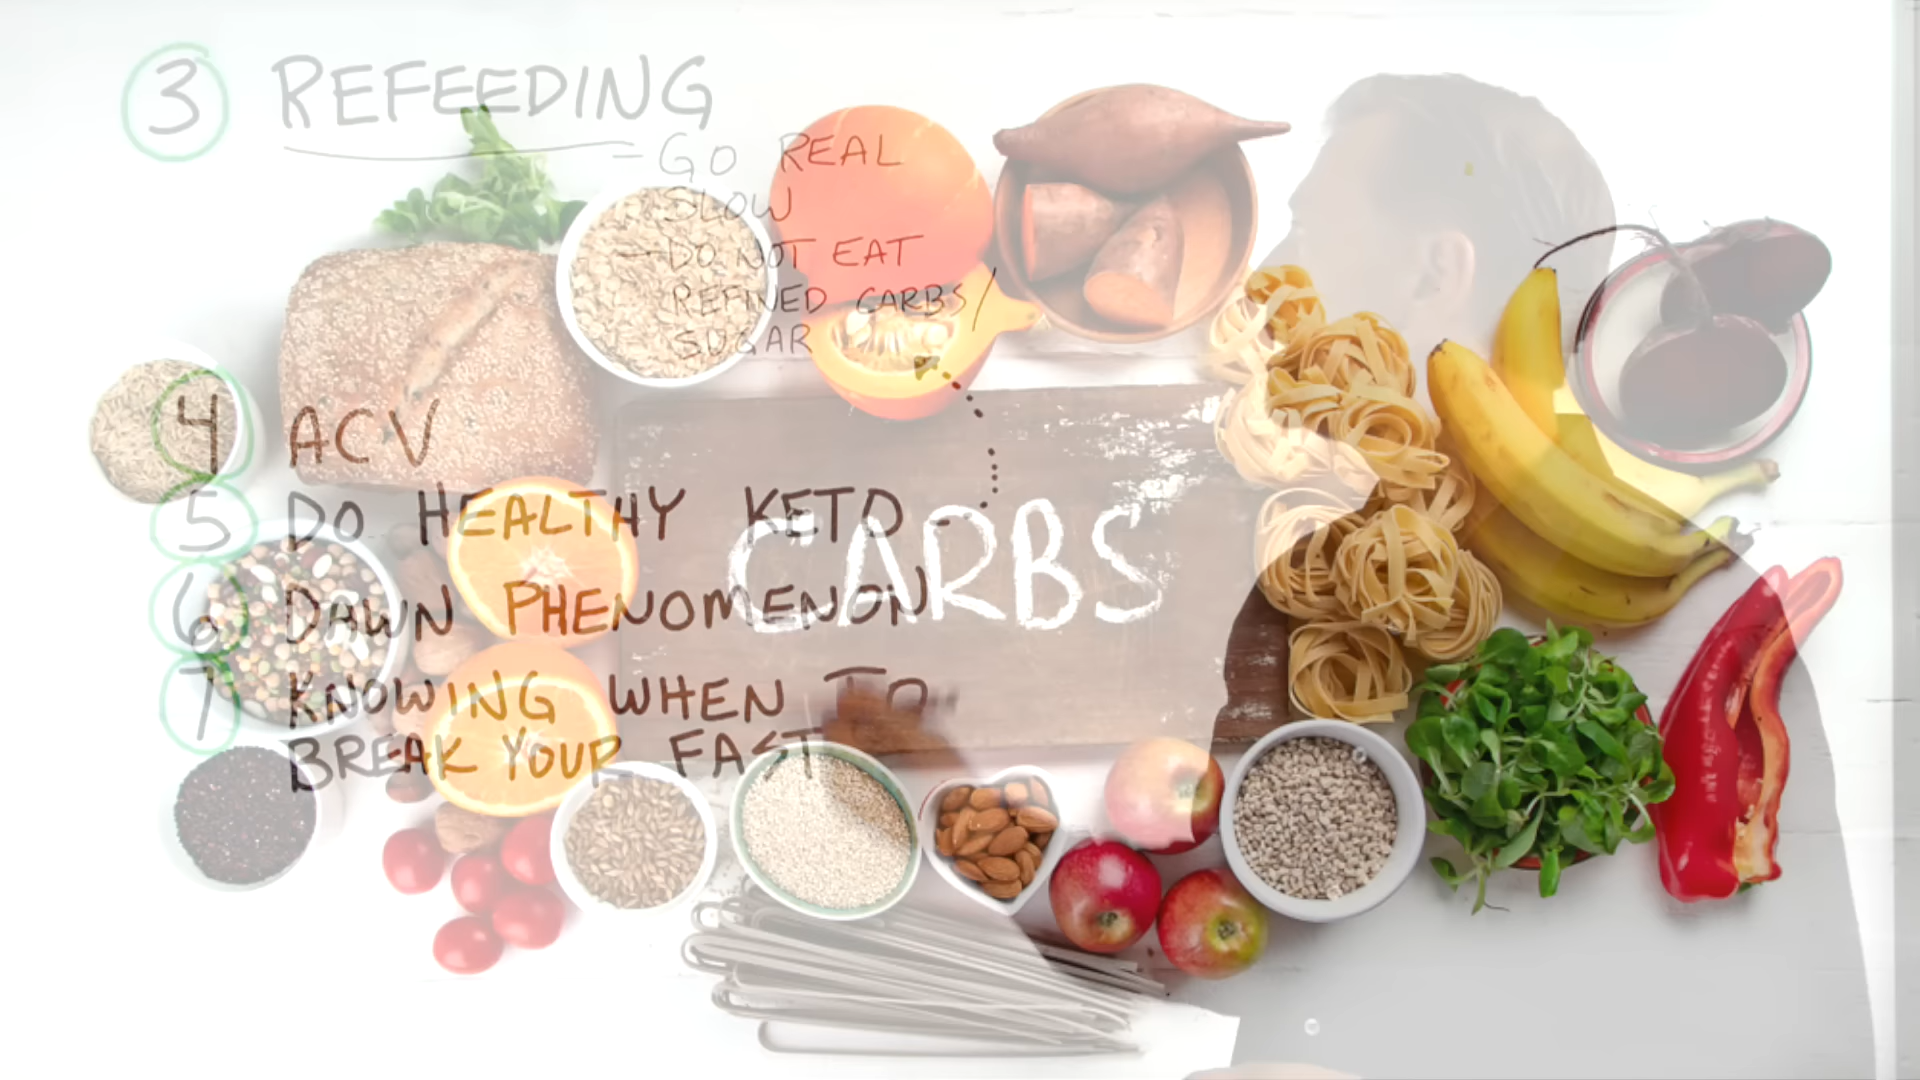 3 REFEEDING
- GO REAL
SLOW
- DO NOT EAT
REFINED CARBS/
SUGAR
4 ACV
5 DO HEALTHY KETO
6 DAWN PHENOMENON
7 KNOWING WHEN TO
BREAK YOUR FAST
CARBS